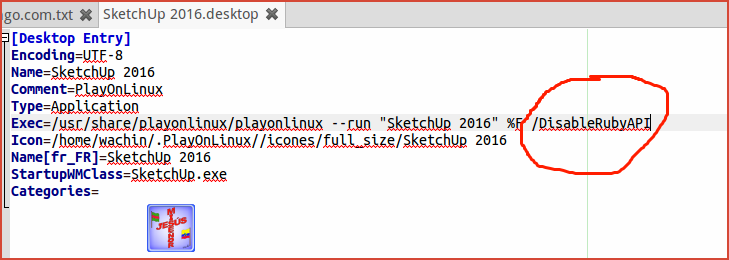 ngo.com.txt ✖ SketchUp 2016.desktop ✖
[Desktop Entry]
Encoding=UTF-8
Name=SketchUp 2016
Comment=PlayOnLinux
Type=Application
Exec=/usr/share/playonlinux/playonlinux --run "SketchUp 2016" %F /DisableRubyAPI
Icon=/home/wachin/.PlayOnLinux//icones/full_size/SketchUp 2016
Name[fr_FR]=SketchUp 2016
StartupWMClass=SketchUp.exe
Categories=
JESÚS